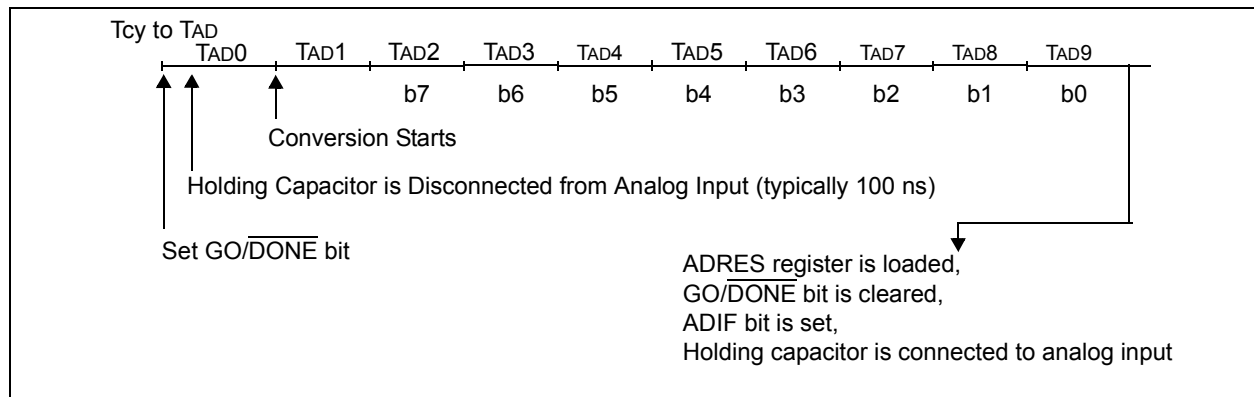 Tcy to TAD
TAD0 TAD1 TAD2 TAD3 TAD4 TAD5 TAD6 TAD7 TAD8 TAD9
b7 b6 b5 b4 b3 b2 b1 b0
Conversion Starts
Holding Capacitor is Disconnected from Analog Input (typically 100 ns)
Set GO/DONE bit
ADRES register is loaded,
GO/DONE bit is cleared,
ADIF bit is set,
Holding capacitor is connected to analog input